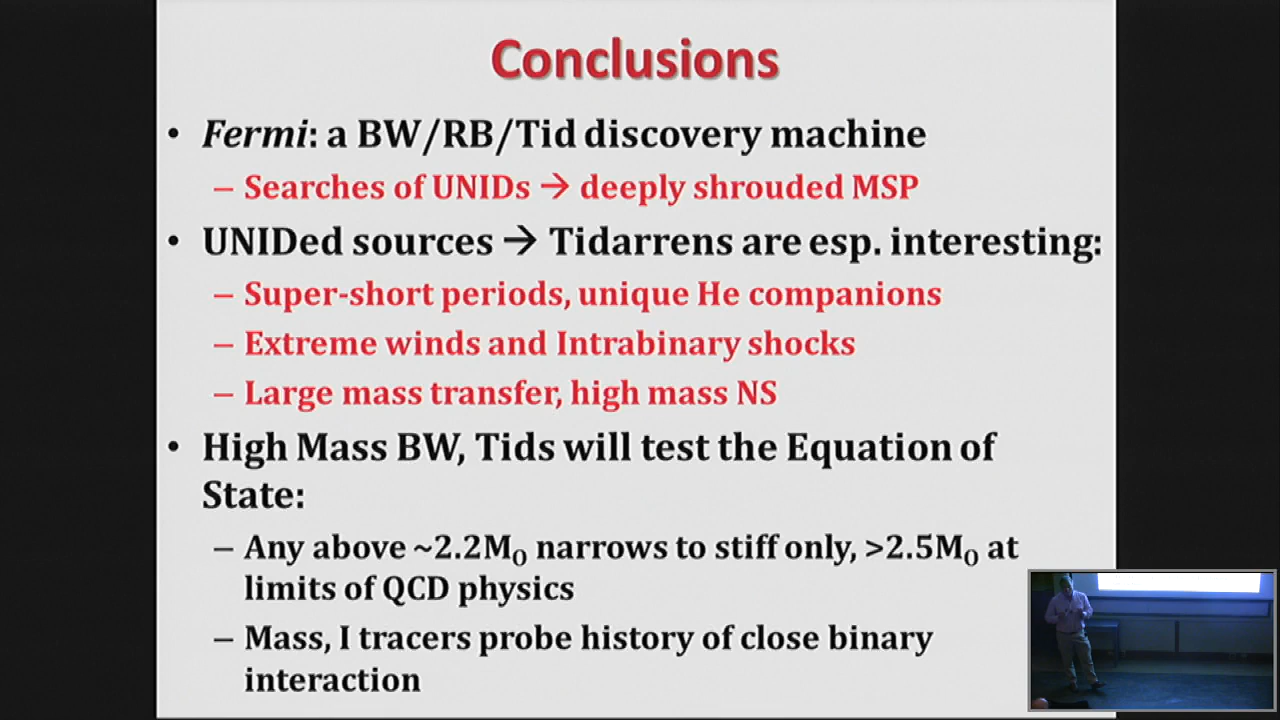 Conclusions
• Fermi: a BW/RB/Tid discovery machine
– Searches of UNIDs → deeply shrouded MSP
• UNIDed sources → Tidarrens are esp. interesting:
– Super-short periods, unique He companions
– Extreme winds and Intrabinary shocks
– Large mass transfer, high mass NS
• High Mass BW, Tids will test the Equation of
State:
– Any above ~2.2MO narrows to stiff only, >2.5MO at
limits of QCD physics
– Mass, I tracers probe history of close binary
interaction